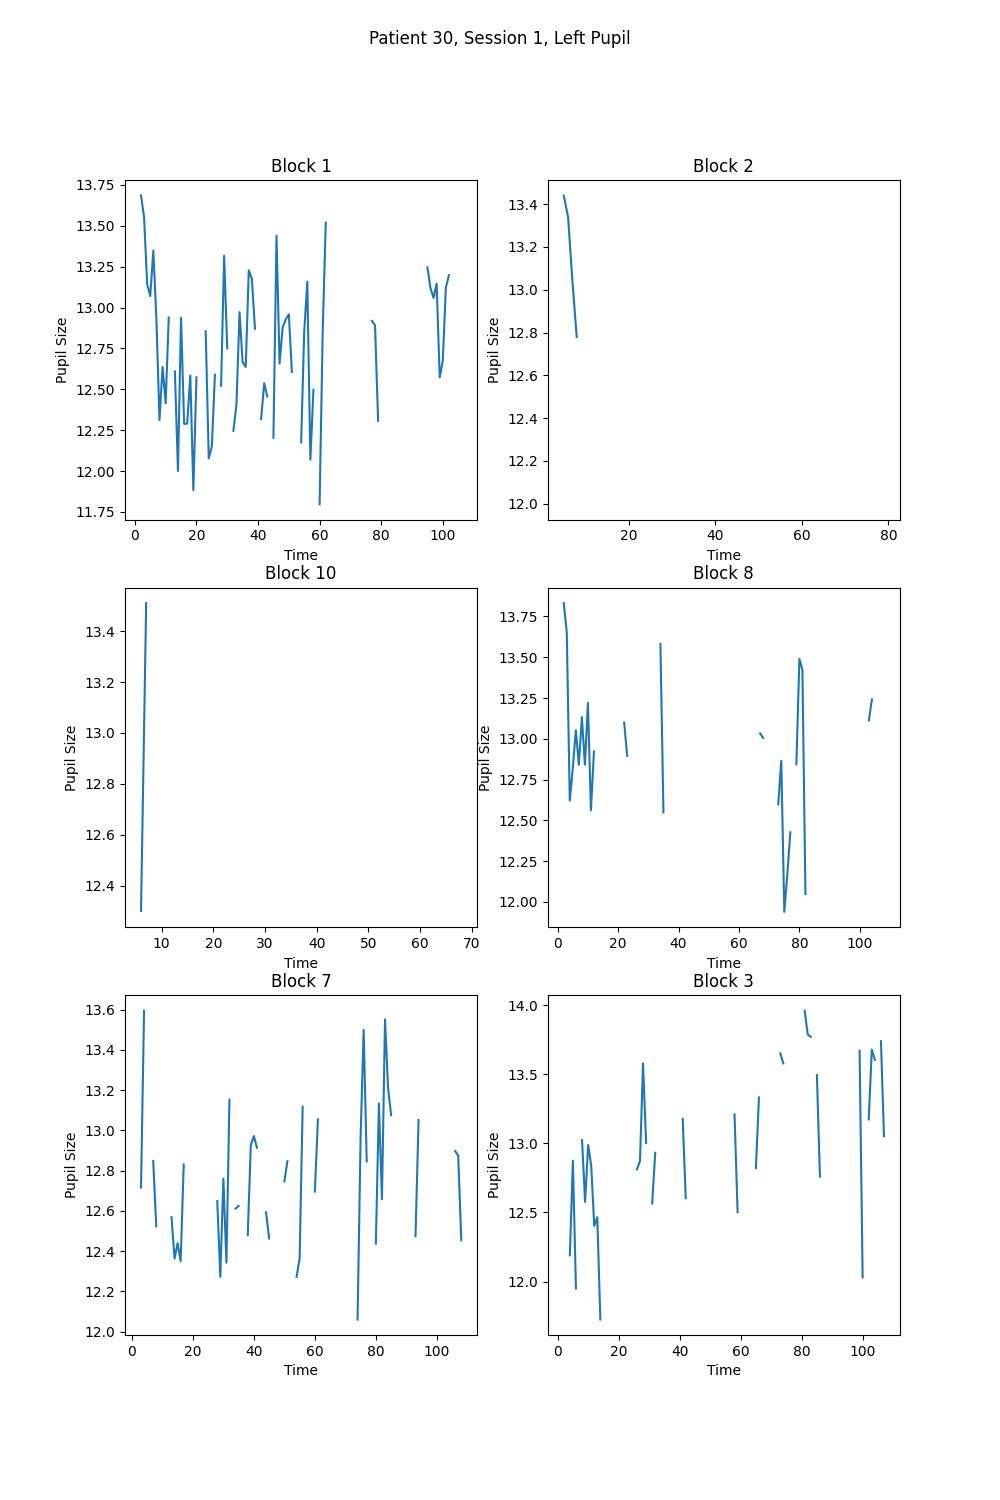 Patient 30, Session 1, Left Pupil
Block 1
Pupil Size
13.75
13.50
13.25
13.00
12.75
12.50
12.25
12.00
11.75
0 20 40 60 80 100
Time
Block 2
Pupil Size
13.4
13.2
13.0
12.8
12.6
12.4
12.2
12.0
20 40 60 80
Time
Block 10
Pupil Size
13.4
13.2
13.0
12.8
12.6
12.4
10 20 30 40 50 60 70
Time
Block 8
Pupil Size
13.75
13.50
13.25
13.00
12.75
12.50
12.25
12.00
0 20 40 60 80 100
Time
Block 7
Pupil Size
13.6
13.4
13.2
13.0
12.8
12.6
12.4
12.2
12.0
0 20 40 60 80 100
Time
Block 3
Pupil Size
14.0
13.5
13.0
12.5
12.0
0 20 40 60 80 100
Time